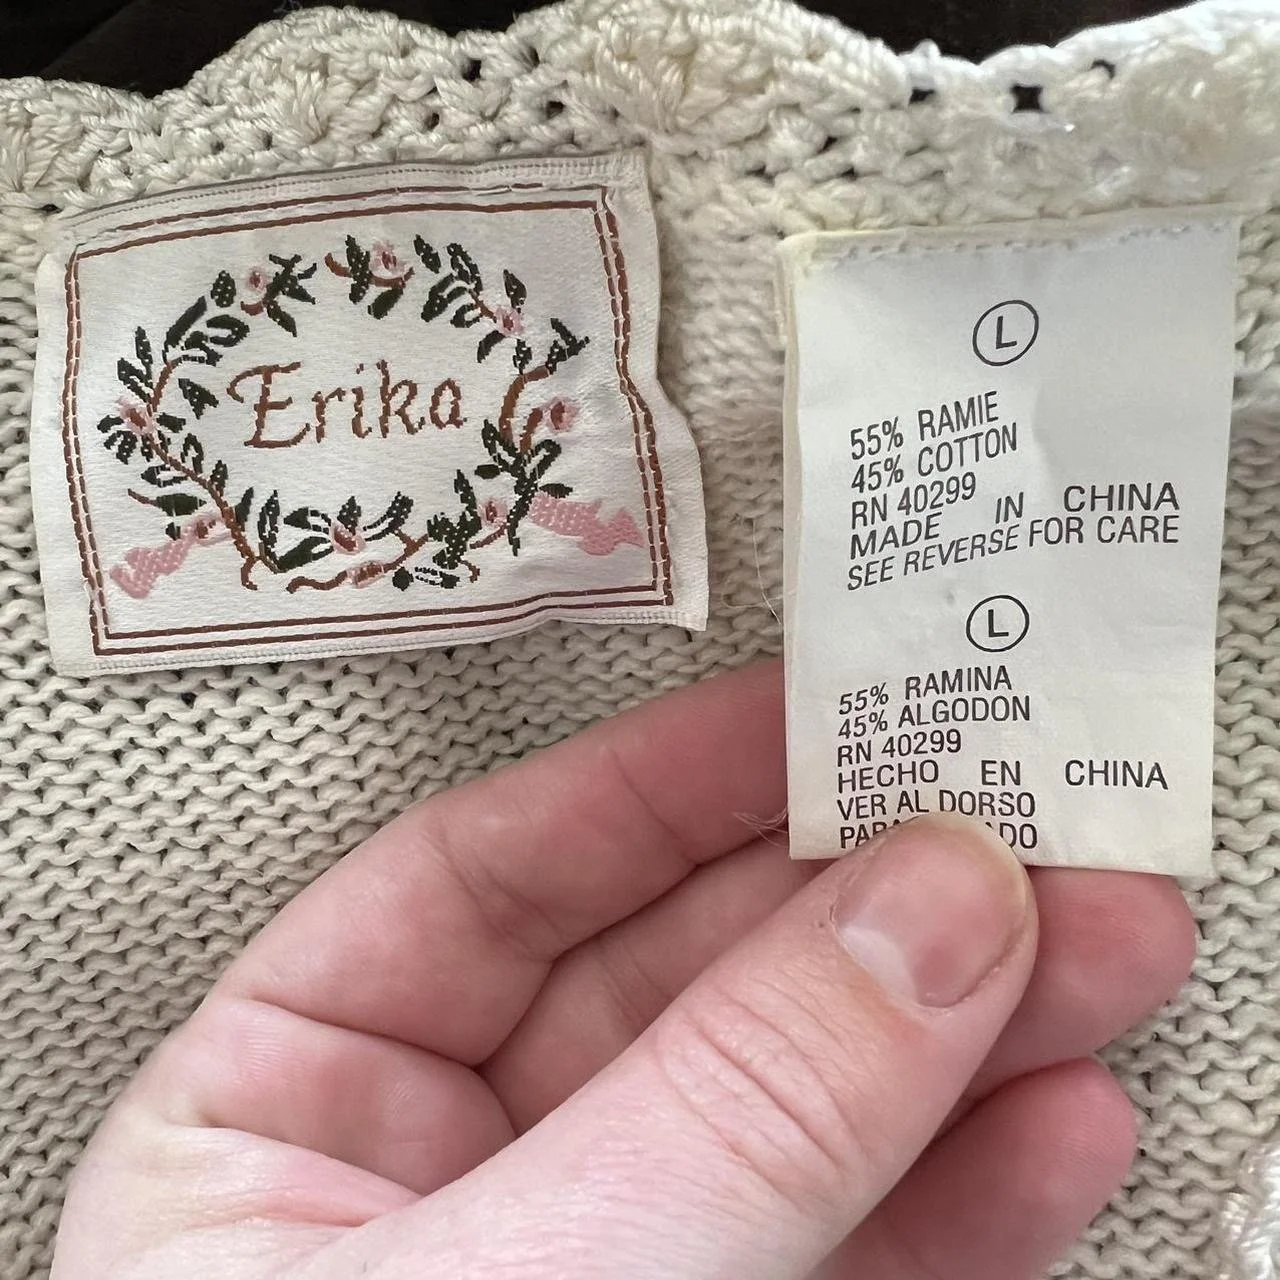 Erika
L
55% RAMIE
45% COTTON
RN 40299
MADE IN CHINA
SEE REVERSE FOR CARE
L
55% RAMINA
45% ALGODON
RN 40299
HECHO EN CHINA
VER AL DORSO